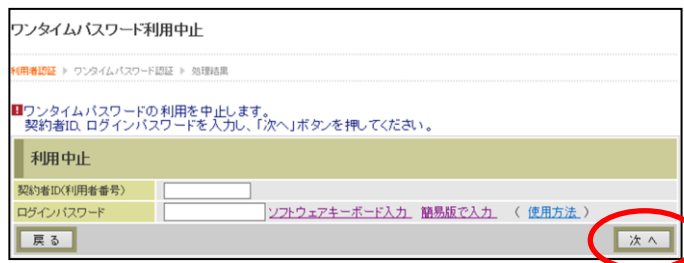 ワンタイムパスワード利用中止
利用者認証 ▶ ワンタイムパスワード認証 ▶ 処理結果
!ワンタイムパスワードの利用を中止します。
契約者ID、ログインパスワードを入力し、「次へ」ボタンを押してください。
利用中止
契約者ID(利用者番号)
ログインパスワード ソフトウェアキーボード入力 簡易版で入力 ( 使用方法 )
戻る 次へ